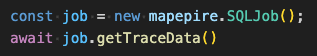 const job = new mapepire.SQLJob();
await job.getTraceData()